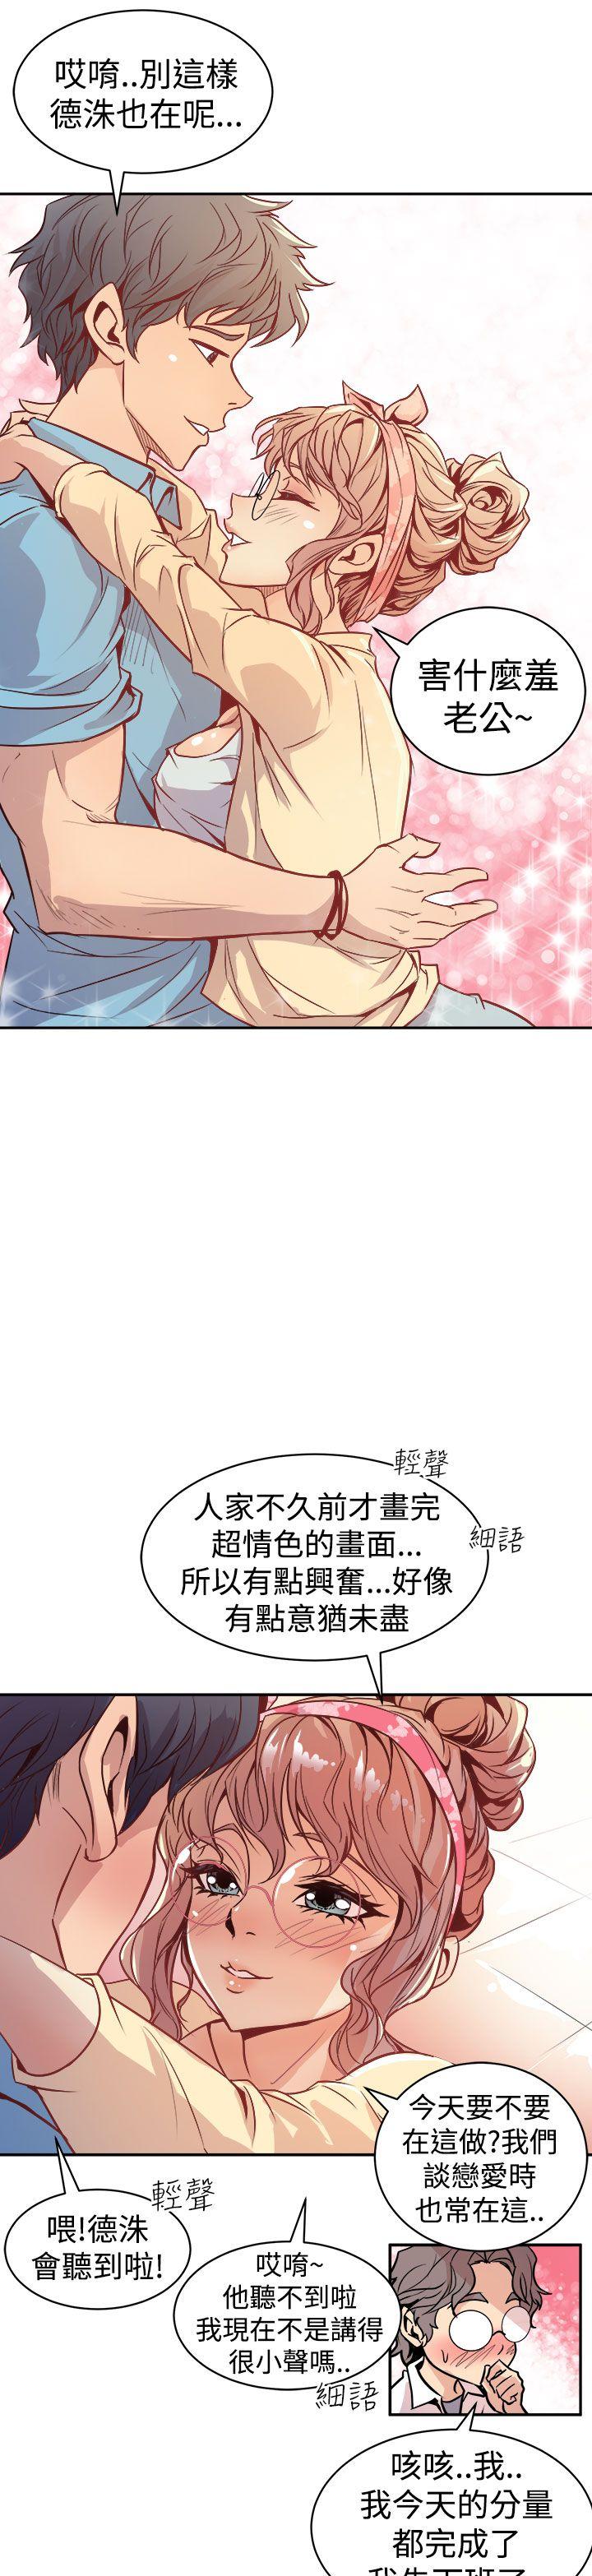 哎唷..別這樣
德洙也在呢...
害什麼羞
老公~
輕聲
細語
人家不久前才畫完
超情色的畫面...
所以有點興奮...好像
有點意猶未盡
今天要不要
在這做?我們
談戀愛時
也常在這..
輕聲
喂!德洙
會聽到啦!
哎唷~
他聽不到啦
我現在不是講得
很小聲嗎..
細語
咳咳..我..
我今天的分量
都完成了
我先下班了